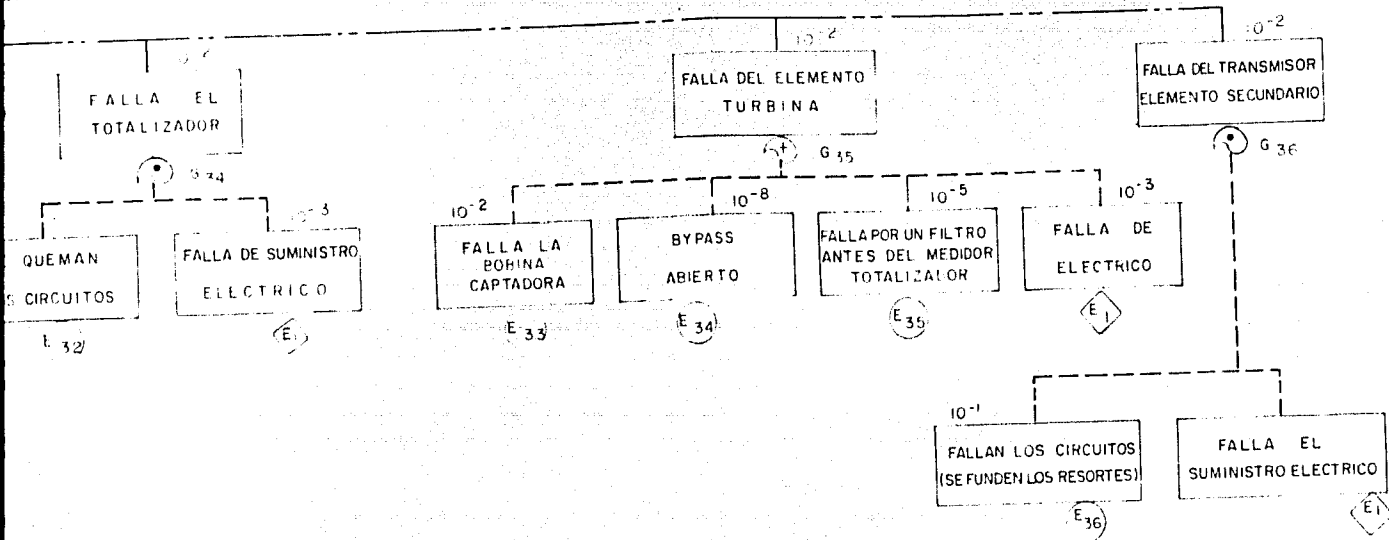 10-2
10-2
FALLA EL
TOTALIZADOR
FALLA DEL ELEMENTO
TURBINA
FALLA DEL TRANSMISOR
ELEMENTO SECUNDARIO
G 34
G 35
G 36
10-3
10-2
10-8
10-5
10-3
QUEMAN
S CIRCUITOS
FALLA DE SUMINISTRO
ELECTRICO
FALLA LA
BOBINA
CAPTADORA
BYPASS
ABIERTO
FALLA POR UN FILTRO
ANTES DEL MEDIDOR
TOTALIZADOR
FALLA DE
ELECTRICO
E 32
E
E 33
E 34
E 35
E 1
10-1
FALLAN LOS CIRCUITOS
(SE FUNDEN LOS RESORTES)
FALLA EL
SUMINISTRO ELECTRICO
E 36
E 1